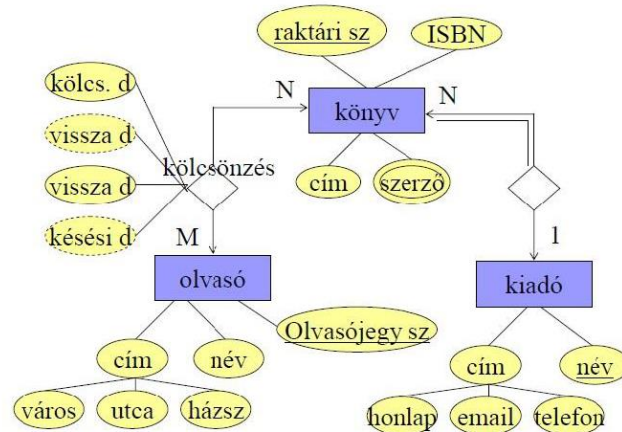 raktári sz
ISBN
kölcs. d
N
könyv
N
vissza d
kölcsönzés
cím
szerző
vissza d
késési d
M
1
olvasó
kiadó
Olvasójegy sz
cím
név
cím
név
város
utca
házsz
honlap
email
telefon